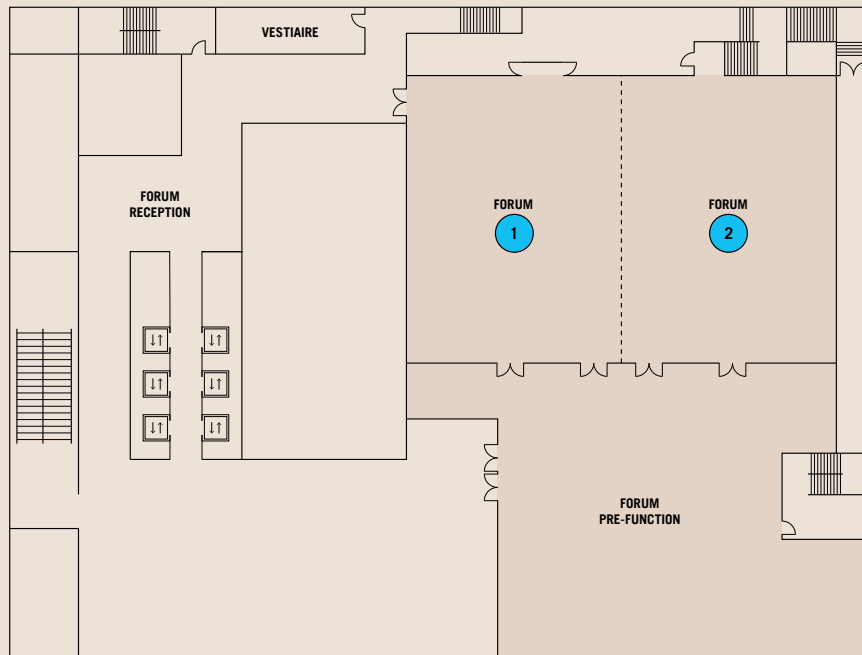 VESTIAIRE
FORUM
RECEPTION
FORUM
1
FORUM
2
↓↑
↓↑
↓↑
↓↑
↓↑
↓↑
FORUM
PRE-FUNCTION